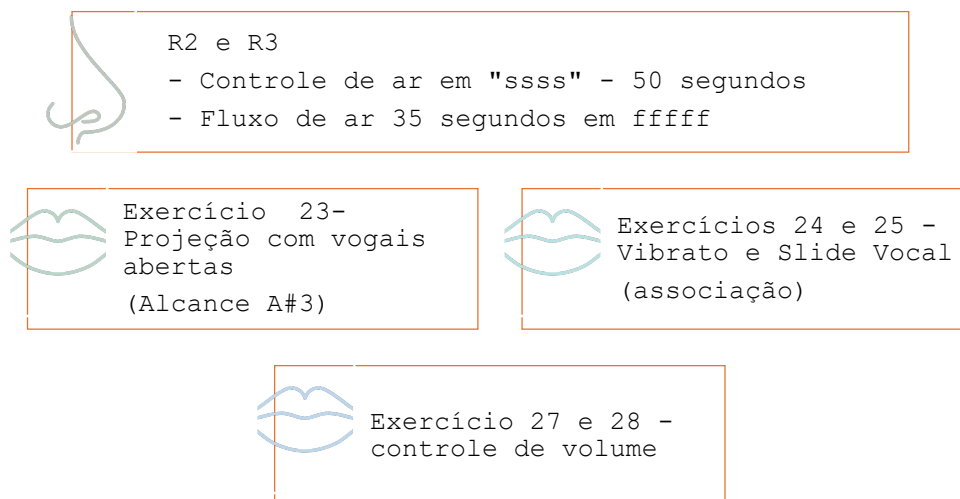 R2 e R3
- Controle de ar em "ssss" - 50 segundos
- Fluxo de ar 35 segundos em fffff
Exercício  23-
Projeção com vogais
abertas
(Alcance A#3)
Exercícios 24 e 25 -
Vibrato e Slide Vocal
(associação)
Exercício 27 e 28 -
controle de volume